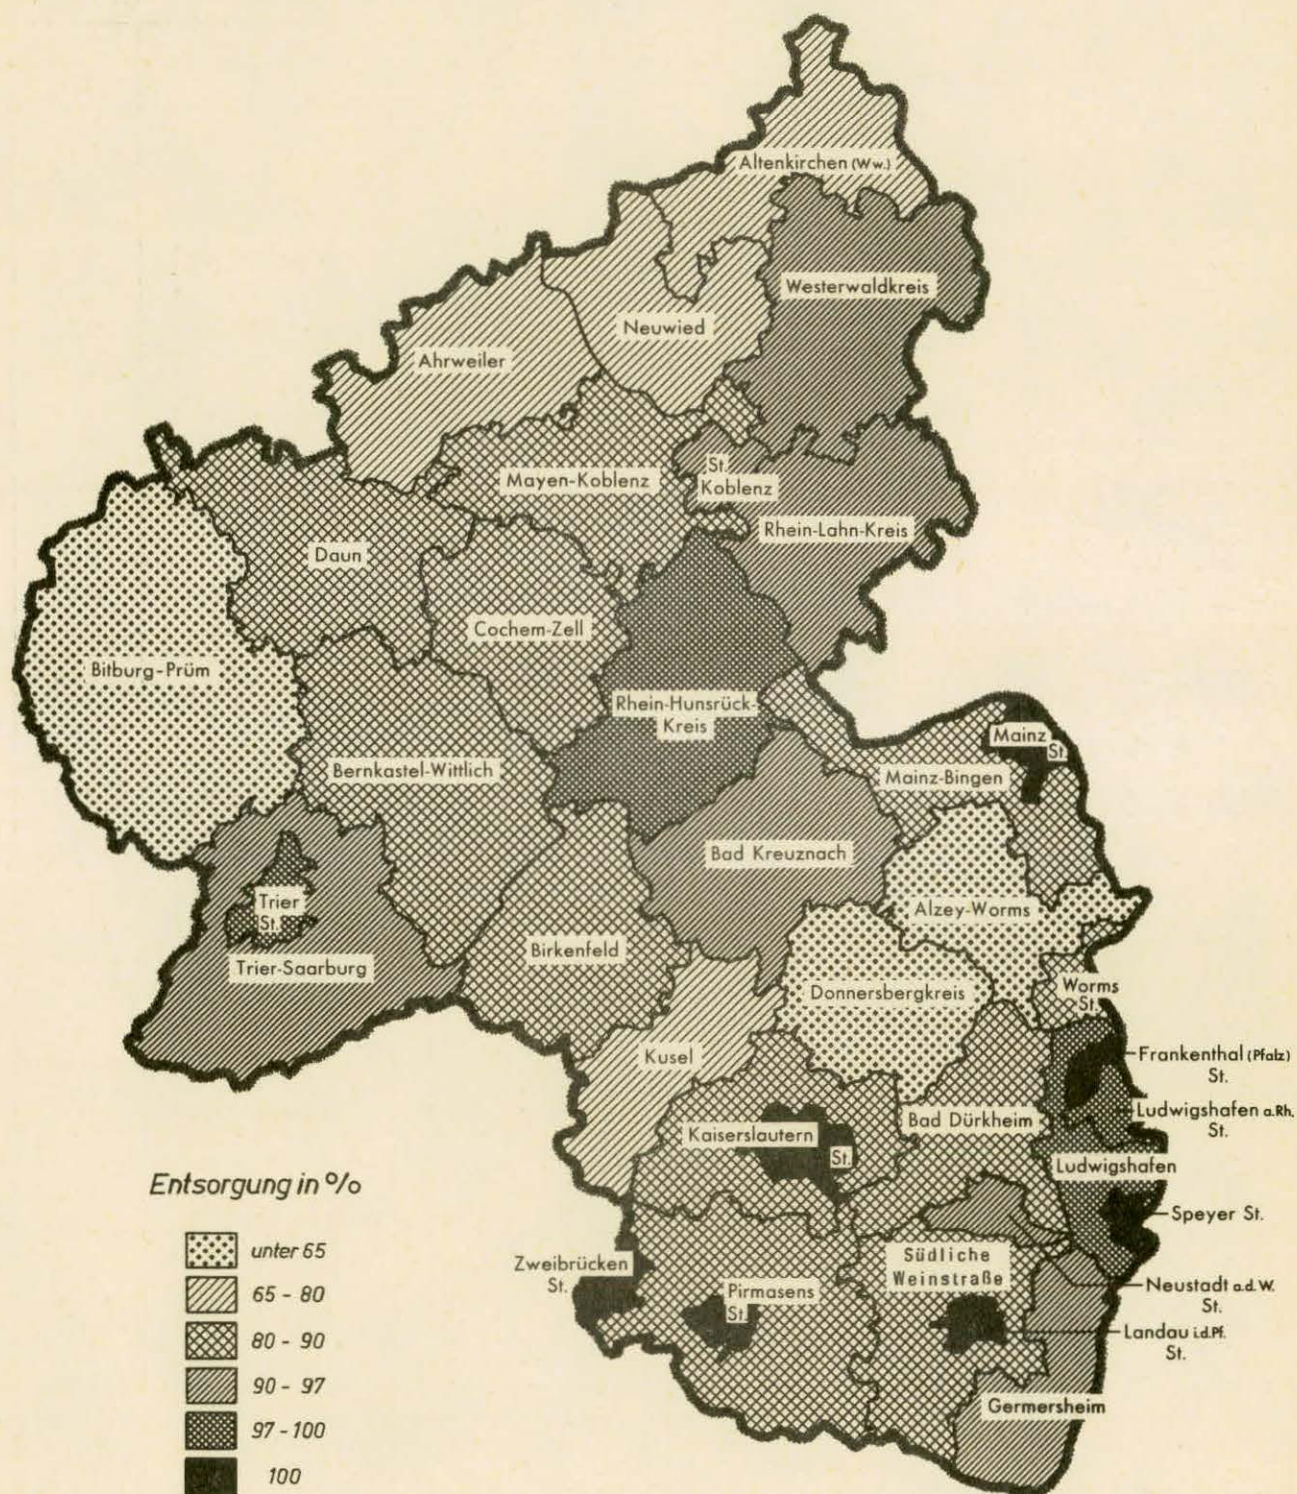 Altenkirchen (Ww.)
Westerwaldkreis
Neuwied
Ahrweiler
St.
Koblenz
Mayen-Koblenz
Rhein-Lahn-Kreis
Daun
Cochem-Zell
Bitburg-Prüm
Rhein-Hunsrück-
Kreis
Mainz
St.
Bernkastel-Wittlich
Mainz-Bingen
Bad Kreuznach
Trier
St.
Alzey-Worms
Birkenfeld
Trier-Saarburg
Donnersbergkreis
Worms
St.
Kusel
Frankenthal (Pfalz)
St.
Ludwigshafen a.Rh.
St.
Bad Dürkheim
Kaiserslautern
St.
Ludwigshafen
Speyer St.
Entsorgung in %
unter 65
65 - 80
80 - 90
90 - 97
97 - 100
100
Zweibrücken
St.
Südliche
Weinstraße
Pirmasens
St.
Neustadt a.d.W.
St.
Landau i.d.Pf.
St.
Germersheim